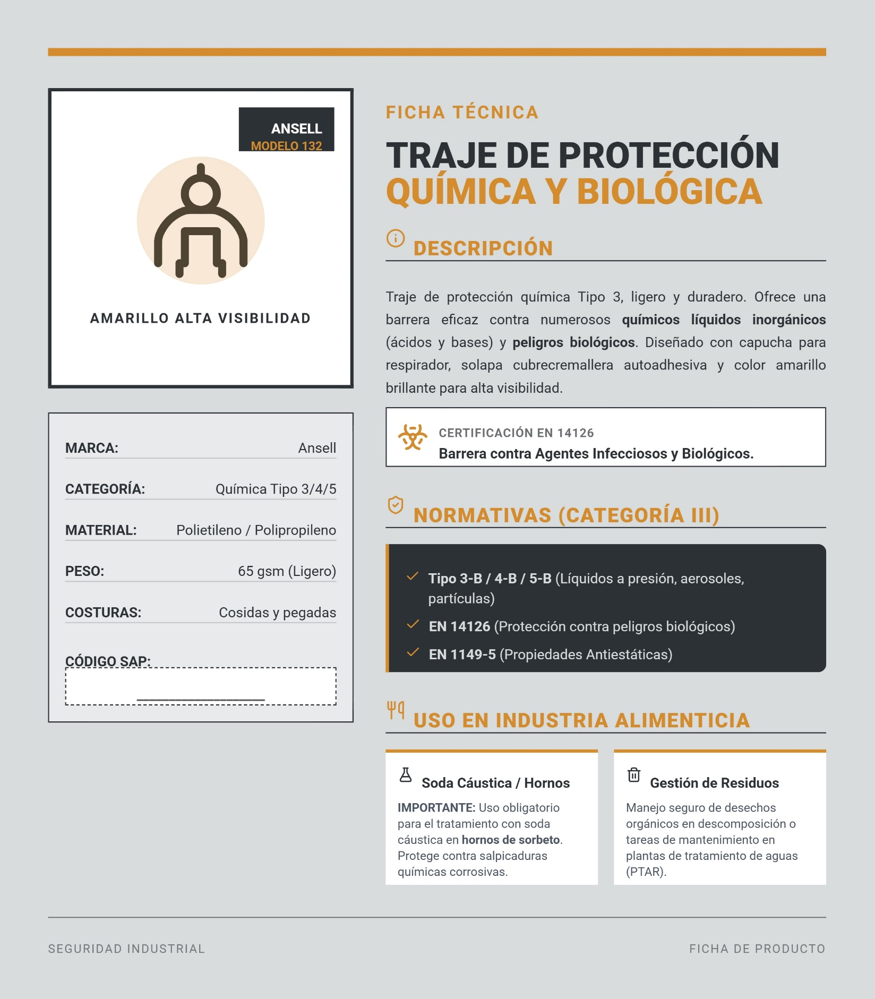 ANSELL
MODELO 132
AMARILLO ALTA VISIBILIDAD
MARCA: Ansell
CATEGORÍA: Química Tipo 3/4/5
MATERIAL: Polietileno / Polipropileno
PESO: 65 gsm (Ligero)
COSTURAS: Cosidas y pegadas
CÓDIGO SAP:
FICHA TÉCNICA
TRAJE DE PROTECCIÓN
QUÍMICA Y BIOLÓGICA
DESCRIPCIÓN
Traje de protección química Tipo 3, ligero y duradero. Ofrece una
barrera eficaz contra numerosos químicos líquidos inorgánicos
(ácidos y bases) y peligros biológicos. Diseñado con capucha para
respirador, solapa cubrecremallera autoadhesiva y color amarillo
brillante para alta visibilidad.
CERTIFICACIÓN EN 14126
Barrera contra Agentes Infecciosos y Biológicos.
NORMATIVAS (CATEGORÍA III)
Tipo 3-B / 4-B / 5-B (Líquidos a presión, aerosoles,
partículas)
EN 14126 (Protección contra peligros biológicos)
EN 1149-5 (Propiedades Antiestáticas)
USO EN INDUSTRIA ALIMENTICIA
Soda Cáustica / Hornos
IMPORTANTE: Uso obligatorio
para el tratamiento con soda
cáustica en hornos de sorbeto.
Protege contra salpicaduras
químicas corrosivas.
Gestión de Residuos
Manejo seguro de desechos
orgánicos en descomposición o
tareas de mantenimiento en
plantas de tratamiento de aguas
(PTAR).
SEGURIDAD INDUSTRIAL
FICHA DE PRODUCTO